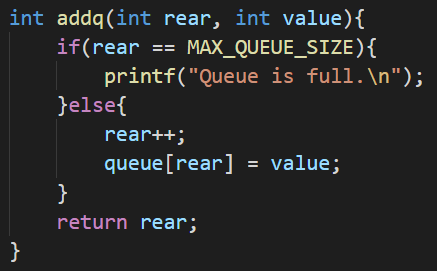 int addq(int rear, int value){
    if(rear == MAX_QUEUE_SIZE){
        printf("Queue is full.\n");
    }else{
        rear++;
        queue[rear] = value;
    }
    return rear;
}